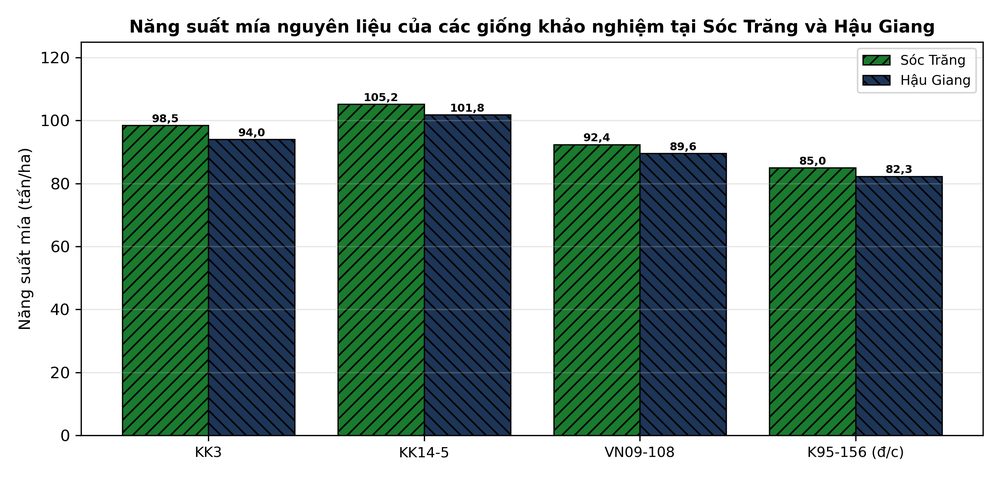 Năng suất mía nguyên liệu của các giống khảo nghiệm tại Sóc Trăng và Hậu Giang
Năng suất mía (tấn/ha)
120
100
80
60
40
20
0
Sóc Trăng
Hậu Giang
98,5
94,0
105,2
101,8
92,4
89,6
85,0
82,3
KK3
KK14-5
VN09-108
K95-156 (đ/c)